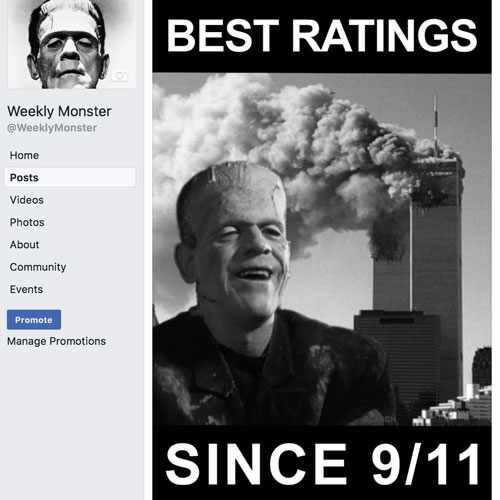 Weekly Monster
@WeeklyMonster
Home
Posts
Videos
Photos
About
Community
Events
Promote
Manage Promotions
BEST RATINGS
SINCE 9/11